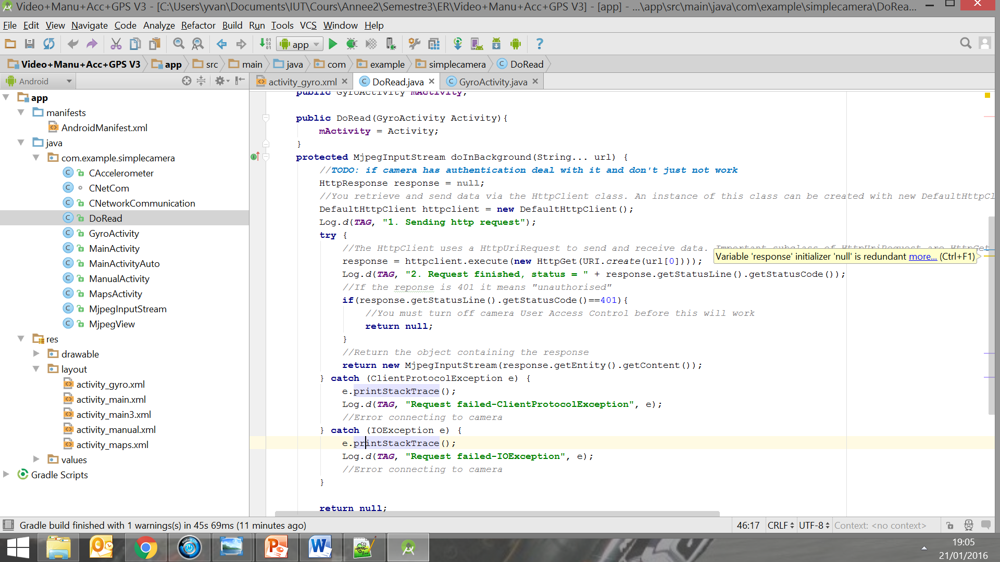 Video+Manu+Acc+GPS V3 - [C:\Users\yvan\Documents\IUT\Cours\Annee2\Semestre3\ER\Video+Manu+Acc+GPS V3] - [app] - ...\app\src\main\java\com\example\simplecamera\DoRea...
File Edit View Navigate Code Analyze Refactor Build Run Tools VCS Window Help
app
Video+Manu+Acc+GPS V3 app src main java com example simplecamera DoRead
Android
activity_gyro.xml DoRead.java GyroActivity.java
app
manifests
AndroidManifest.xml
java
com.example.simplecamera
CAccelerometer
CNetCom
CNetworkCommunication
DoRead
GyroActivity
MainActivity
MainActivityAuto
ManualActivity
MapsActivity
MjpegInputStream
MjpegView
res
drawable
layout
activity_gyro.xml
activity_main.xml
activity_main3.xml
activity_manual.xml
activity_maps.xml
values
Gradle Scripts
public GyroActivity mActivity;
public DoRead(GyroActivity Activity){
mActivity = Activity;
}
protected MjpegInputStream doInBackground(String... url) {
//TODO: if camera has authentication deal with it and don't just not work
HttpResponse response = null;
//You retrieve and send data via the HttpClient class. An instance of this class can be created with new DefaultHttpCl
DefaultHttpClient httpclient = new DefaultHttpClient();
Log.d(TAG, "1. Sending http request");
try {
//The HttpClient uses a HttpUriRequest to send and receive data. Important subclass of HttpUriRequest are HttpGet
response = httpclient.execute(new HttpGet(URI.create(url[0])));
Variable 'response' initializer 'null' is redundant more... (Ctrl+F1)
Log.d(TAG, "2. Request finished, status = " + response.getStatusLine().getStatusCode());
//If the reponse is 401 it means "unauthorised"
if(response.getStatusLine().getStatusCode()==401){
//You must turn off camera User Access Control before this will work
return null;
}
//Return the object containing the response
return new MjpegInputStream(response.getEntity().getContent());
} catch (ClientProtocolException e) {
e.printStackTrace();
Log.d(TAG, "Request failed-ClientProtocolException", e);
//Error connecting to camera
} catch (IOException e) {
e.printStackTrace();
Log.d(TAG, "Request failed-IOException", e);
//Error connecting to camera
}
return null;
Gradle build finished with 1 warnings(s) in 45s 69ms (11 minutes ago)
46:17 CRLF UTF-8 Context: <no context>
19:05
21/01/2016